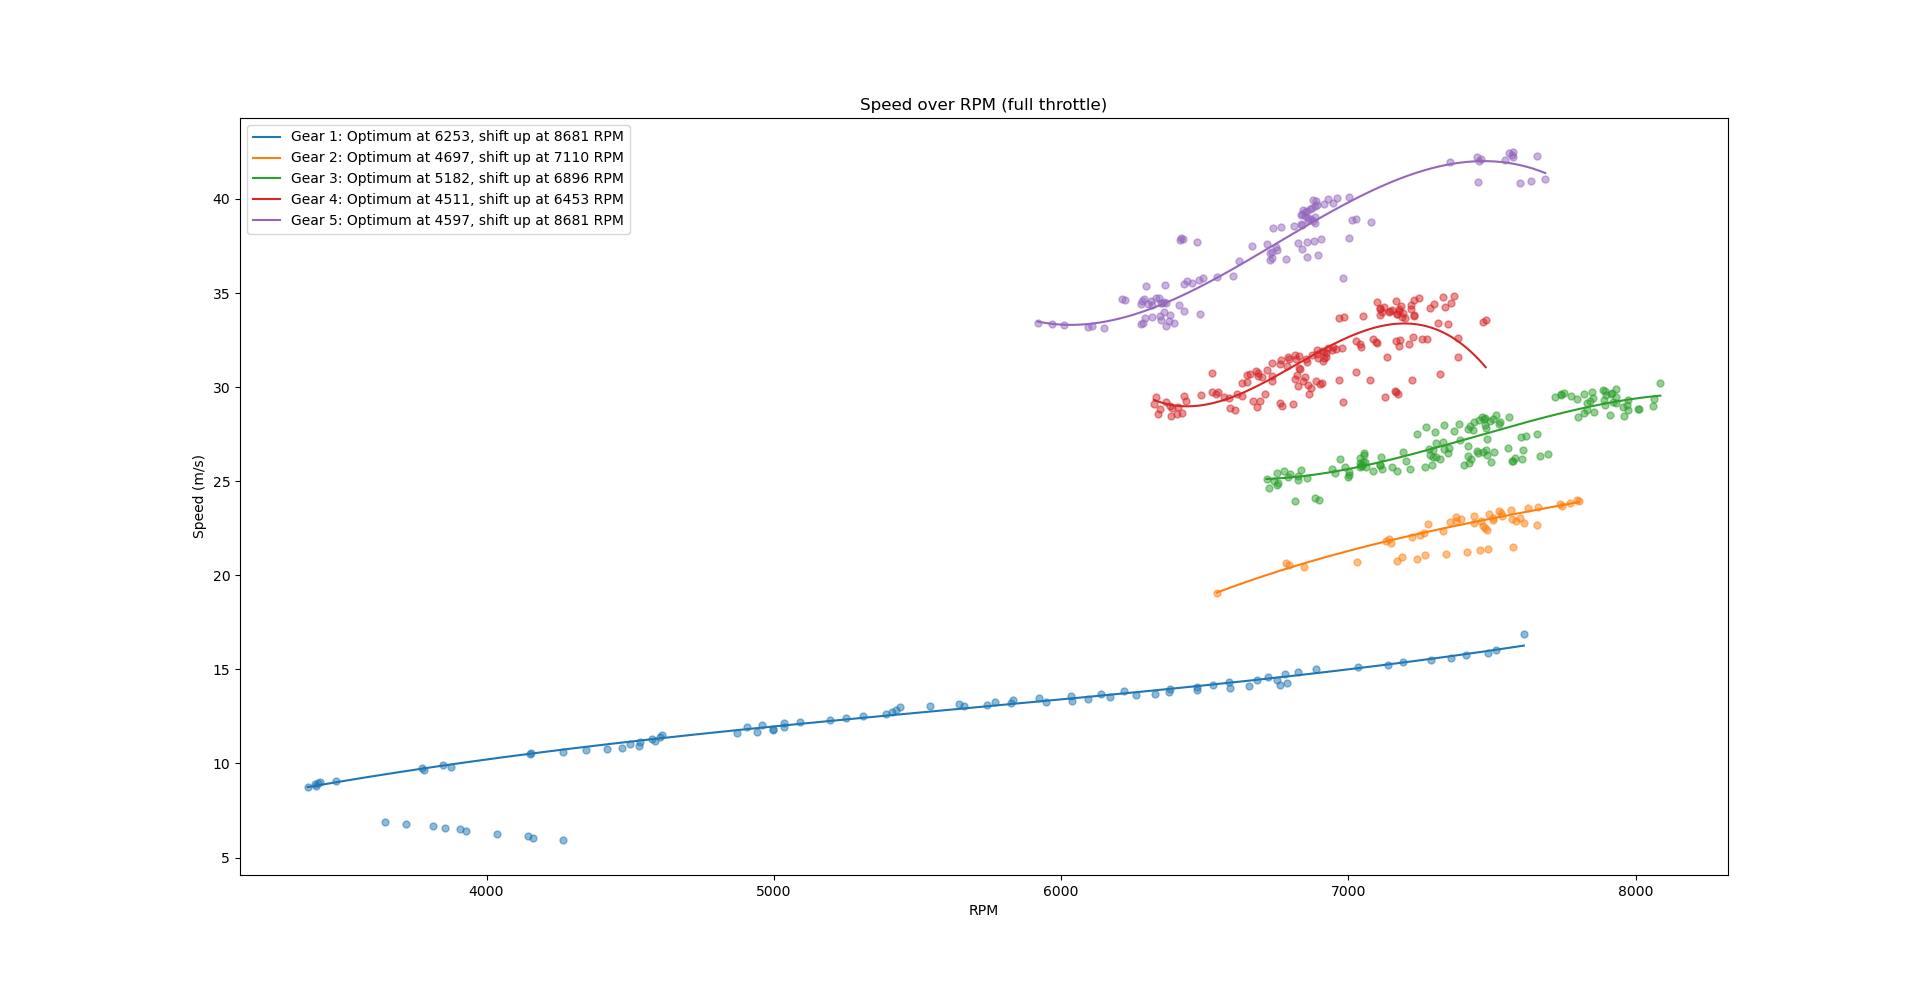 Speed over RPM (full throttle)
Gear 1: Optimum at 6253, shift up at 8681 RPM
Gear 2: Optimum at 4697, shift up at 7110 RPM
Gear 3: Optimum at 5182, shift up at 6896 RPM
Gear 4: Optimum at 4511, shift up at 6453 RPM
Gear 5: Optimum at 4597, shift up at 8681 RPM
40
35
30
25
20
15
10
5
Speed (m/s)
4000 5000 6000 7000 8000
RPM